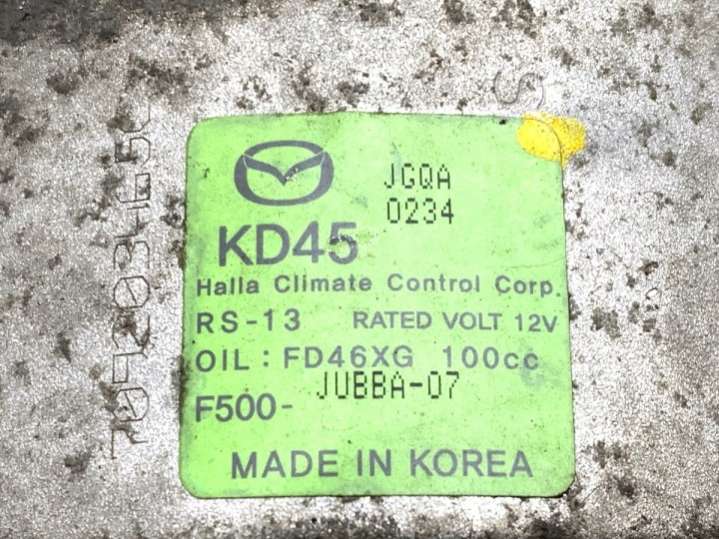 JGQA
0234
KD45
Halla Climate Control Corp.
RS-13 RATED VOLT 12V
OIL : FD46XG 100cc
F500- JUBBA-07
MADE IN KOREA